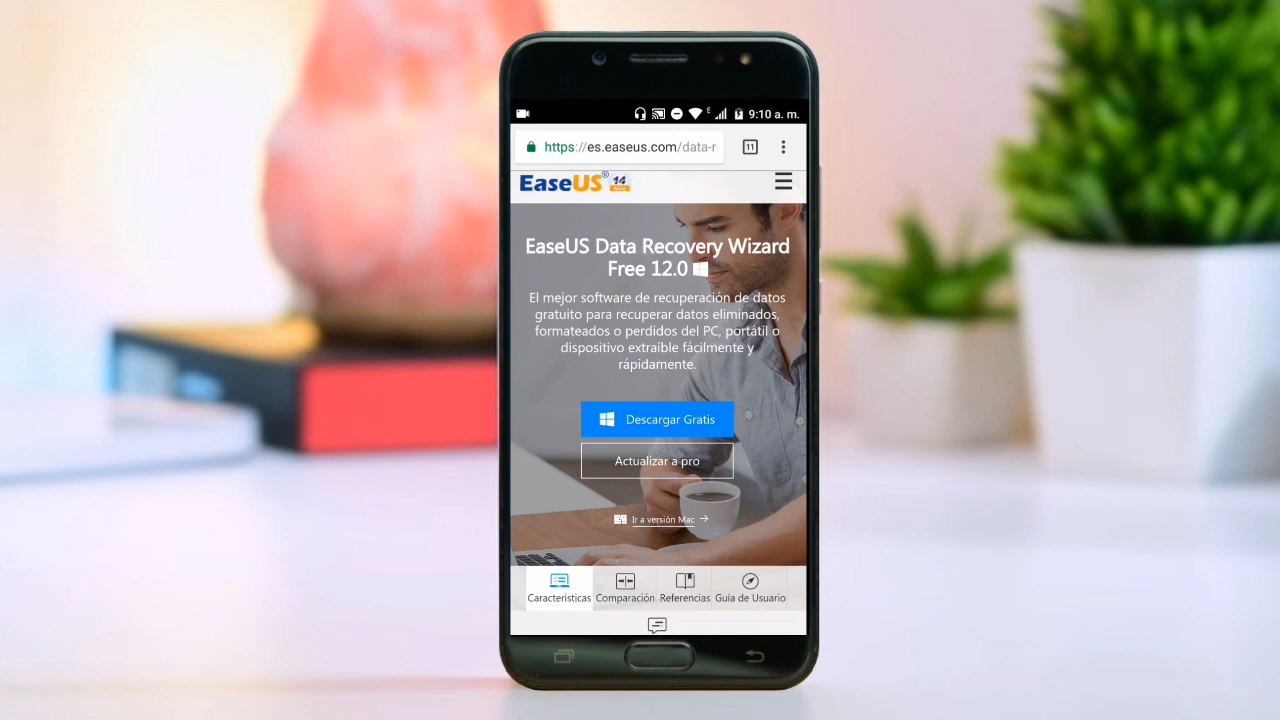 E
9:10 a. m.
https://es.easeus.com/data-r
11
EaseUS® 14
EaseUS Data Recovery Wizard
Free 12.0
El mejor software de recuperación de datos
gratuito para recuperar datos eliminados,
formateados o perdidos del PC, portátil o
dispositivo extraíble fácilmente y
rápidamente.
Descargar Gratis
Actualizar a pro
Ir a versión Mac →
Características Comparación Referencias Guía de Usuario